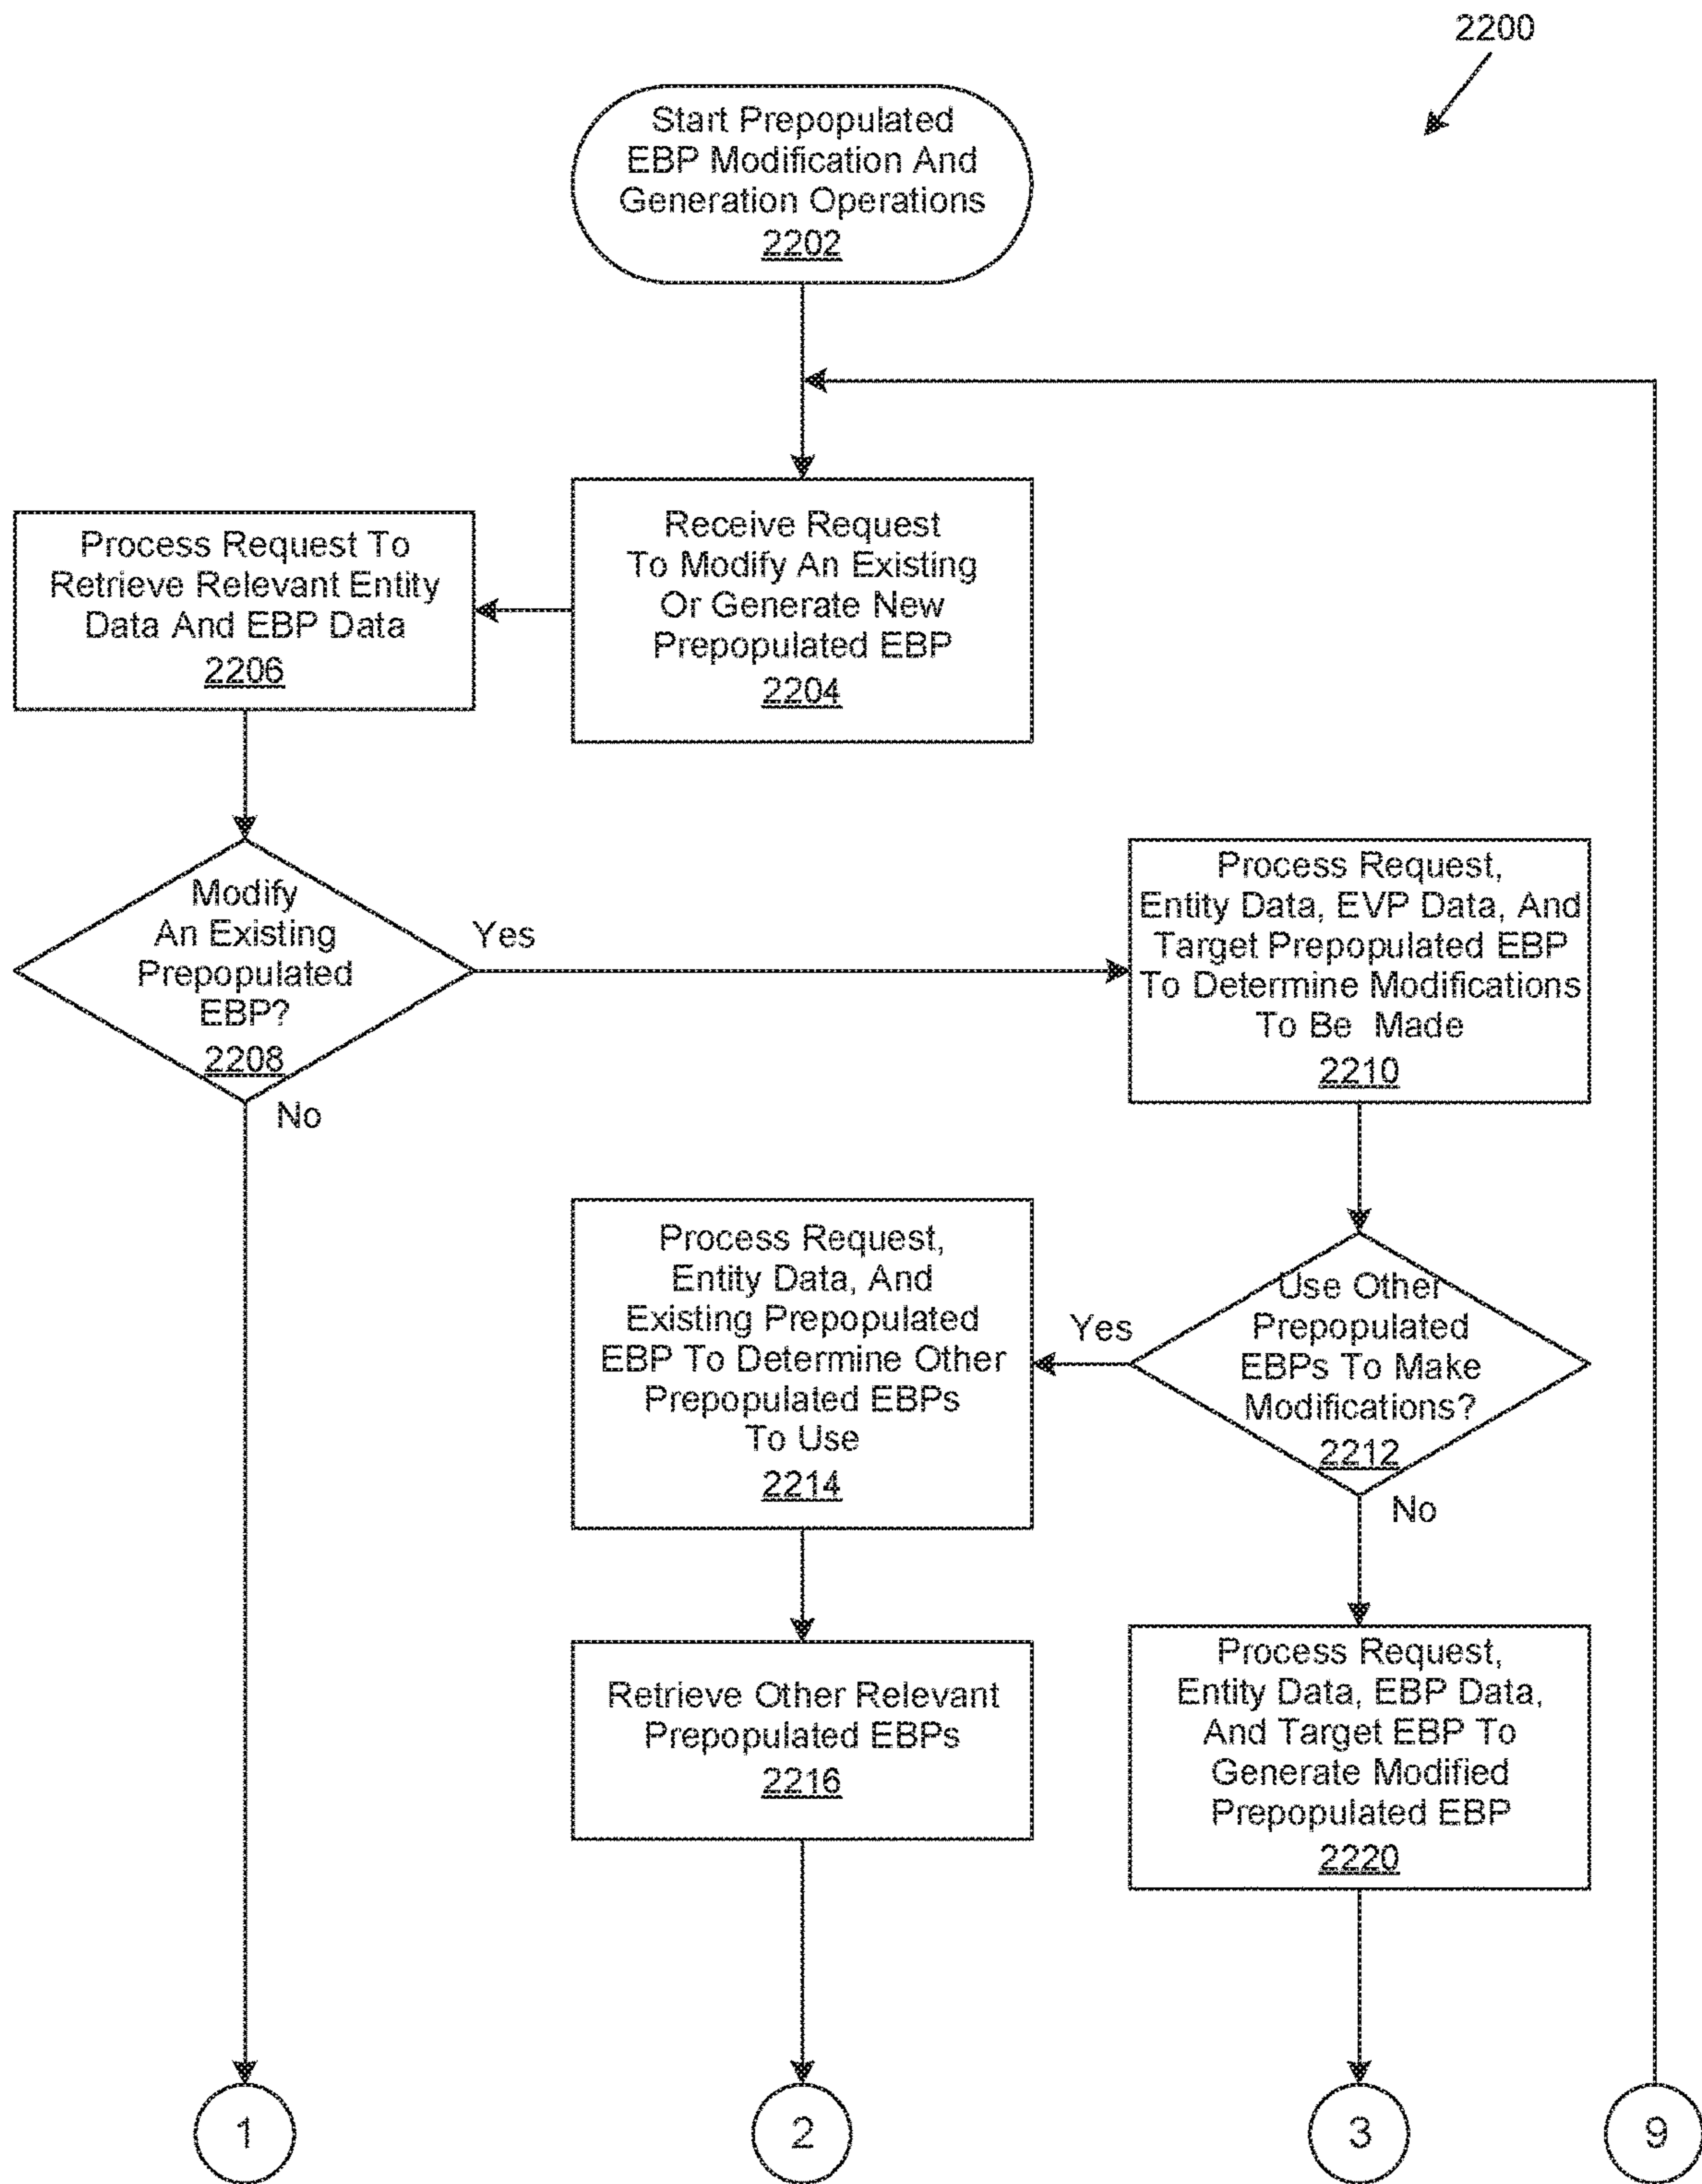 2200
Start Prepopulated
EBP Modification And
Generation Operations
2202
Receive Request
To Modify An Existing
Or Generate New
Prepopulated EBP
2204
Process Request To
Retrieve Relevant Entity
Data And EBP Data
2206
Modify
An Existing
Prepopulated
EBP?
2208
Yes
No
Process Request,
Entity Data, EVP Data, And
Target Prepopulated EBP
To Determine Modifications
To Be Made
2210
Use Other
Prepopulated
EBPs To Make
Modifications?
2212
Yes
No
Process Request,
Entity Data, And
Existing Prepopulated
EBP To Determine Other
Prepopulated EBPs
To Use
2214
Retrieve Other Relevant
Prepopulated EBPs
2216
Process Request,
Entity Data, EBP Data,
And Target EBP To
Generate Modified
Prepopulated EBP
2220
1
2
3
9